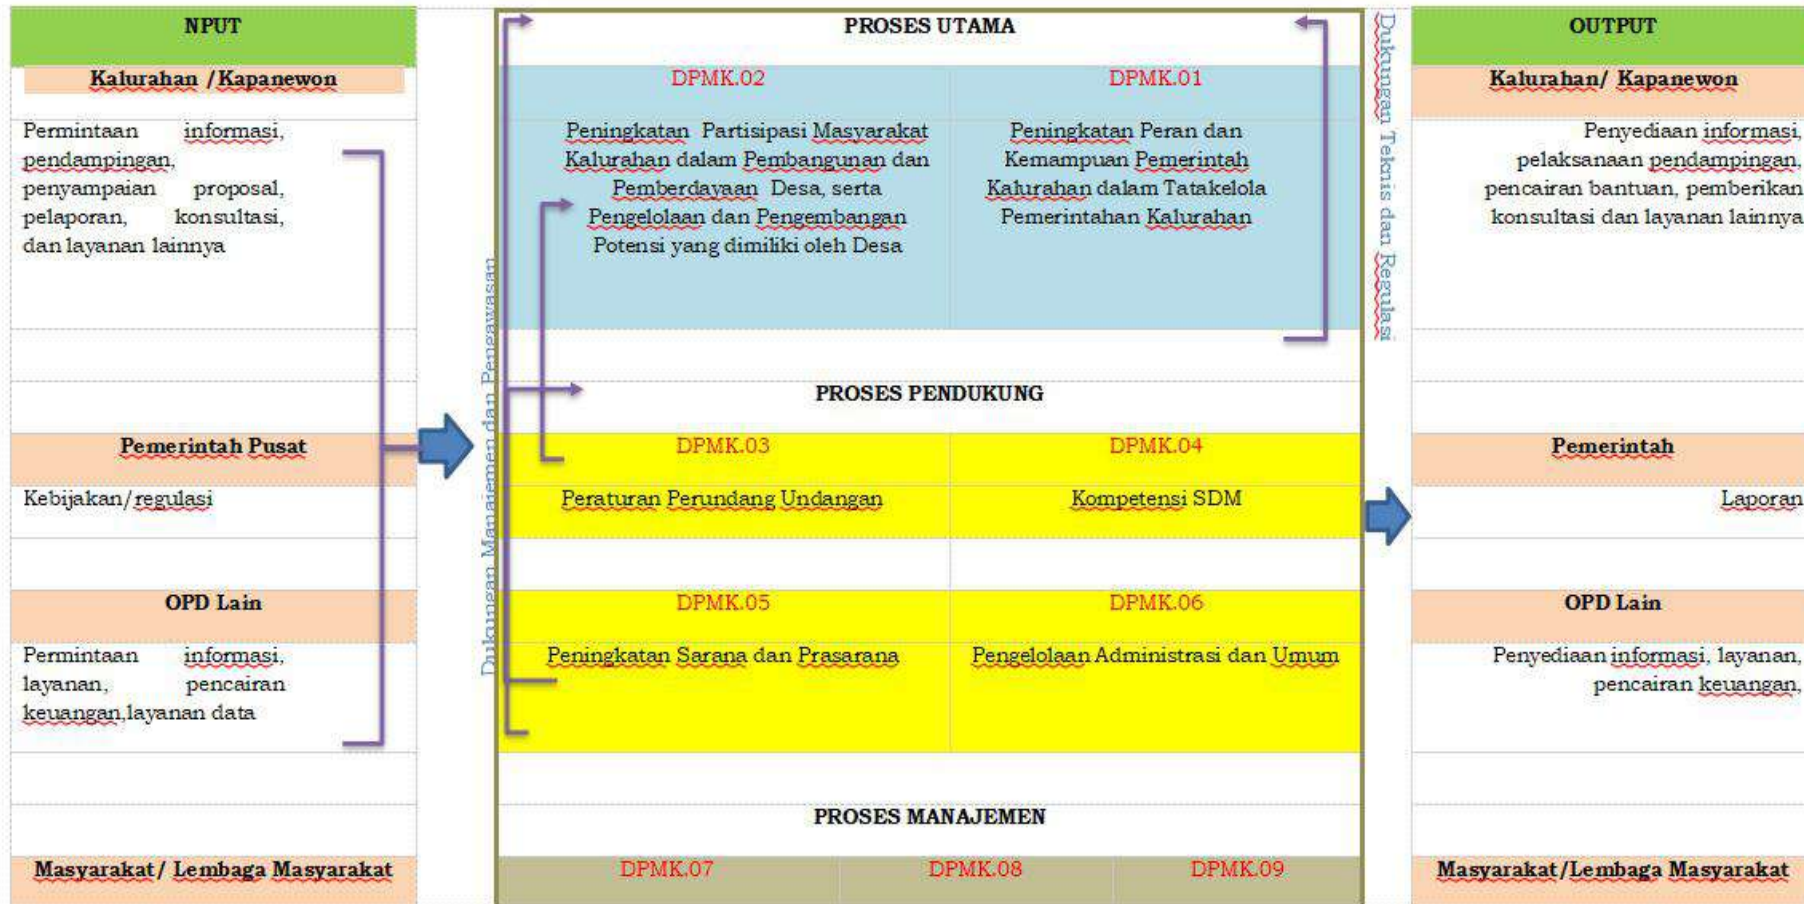 NPUT
Kalurahan /Kapanewon
Permintaan informasi,
pendampingan,
penyampaian proposal,
pelaporan, konsultasi,
dan layanan lainnya
Pemerintah Pusat
Kebijakan/regulasi
OPD Lain
Permintaan informasi,
layanan, pencairan
keuangan,layanan data
Masyarakat/ Lembaga Masyarakat
Dukungan Manajemen dan Pengawasan
PROSES UTAMA
DPMK.02
Peningkatan Partisipasi Masyarakat
Kalurahan dalam Pembangunan dan
Pemberdayaan Desa, serta
Pengelolaan dan Pengembangan
Potensi yang dimiliki oleh Desa
DPMK.01
Peningkatan Peran dan
Kemampuan Pemerintah
Kalurahan dalam Tatakelola
Pemerintahan Kalurahan
PROSES PENDUKUNG
DPMK.03
Peraturan Perundang Undangan
DPMK.04
Kompetensi SDM
DPMK.05
Peningkatan Sarana dan Prasarana
DPMK.06
Pengelolaan Administrasi dan Umum
PROSES MANAJEMEN
DPMK.07
DPMK.08
DPMK.09
Dukungan Teknis dan Regulasi
OUTPUT
Kalurahan/ Kapanewon
Penyediaan informasi,
pelaksanaan pendampingan,
pencairan bantuan, pemberikan
konsultasi dan layanan lainnya
Pemerintah
Laporan
OPD Lain
Penyediaan informasi, layanan,
pencairan keuangan,
Masyarakat/Lembaga Masyarakat